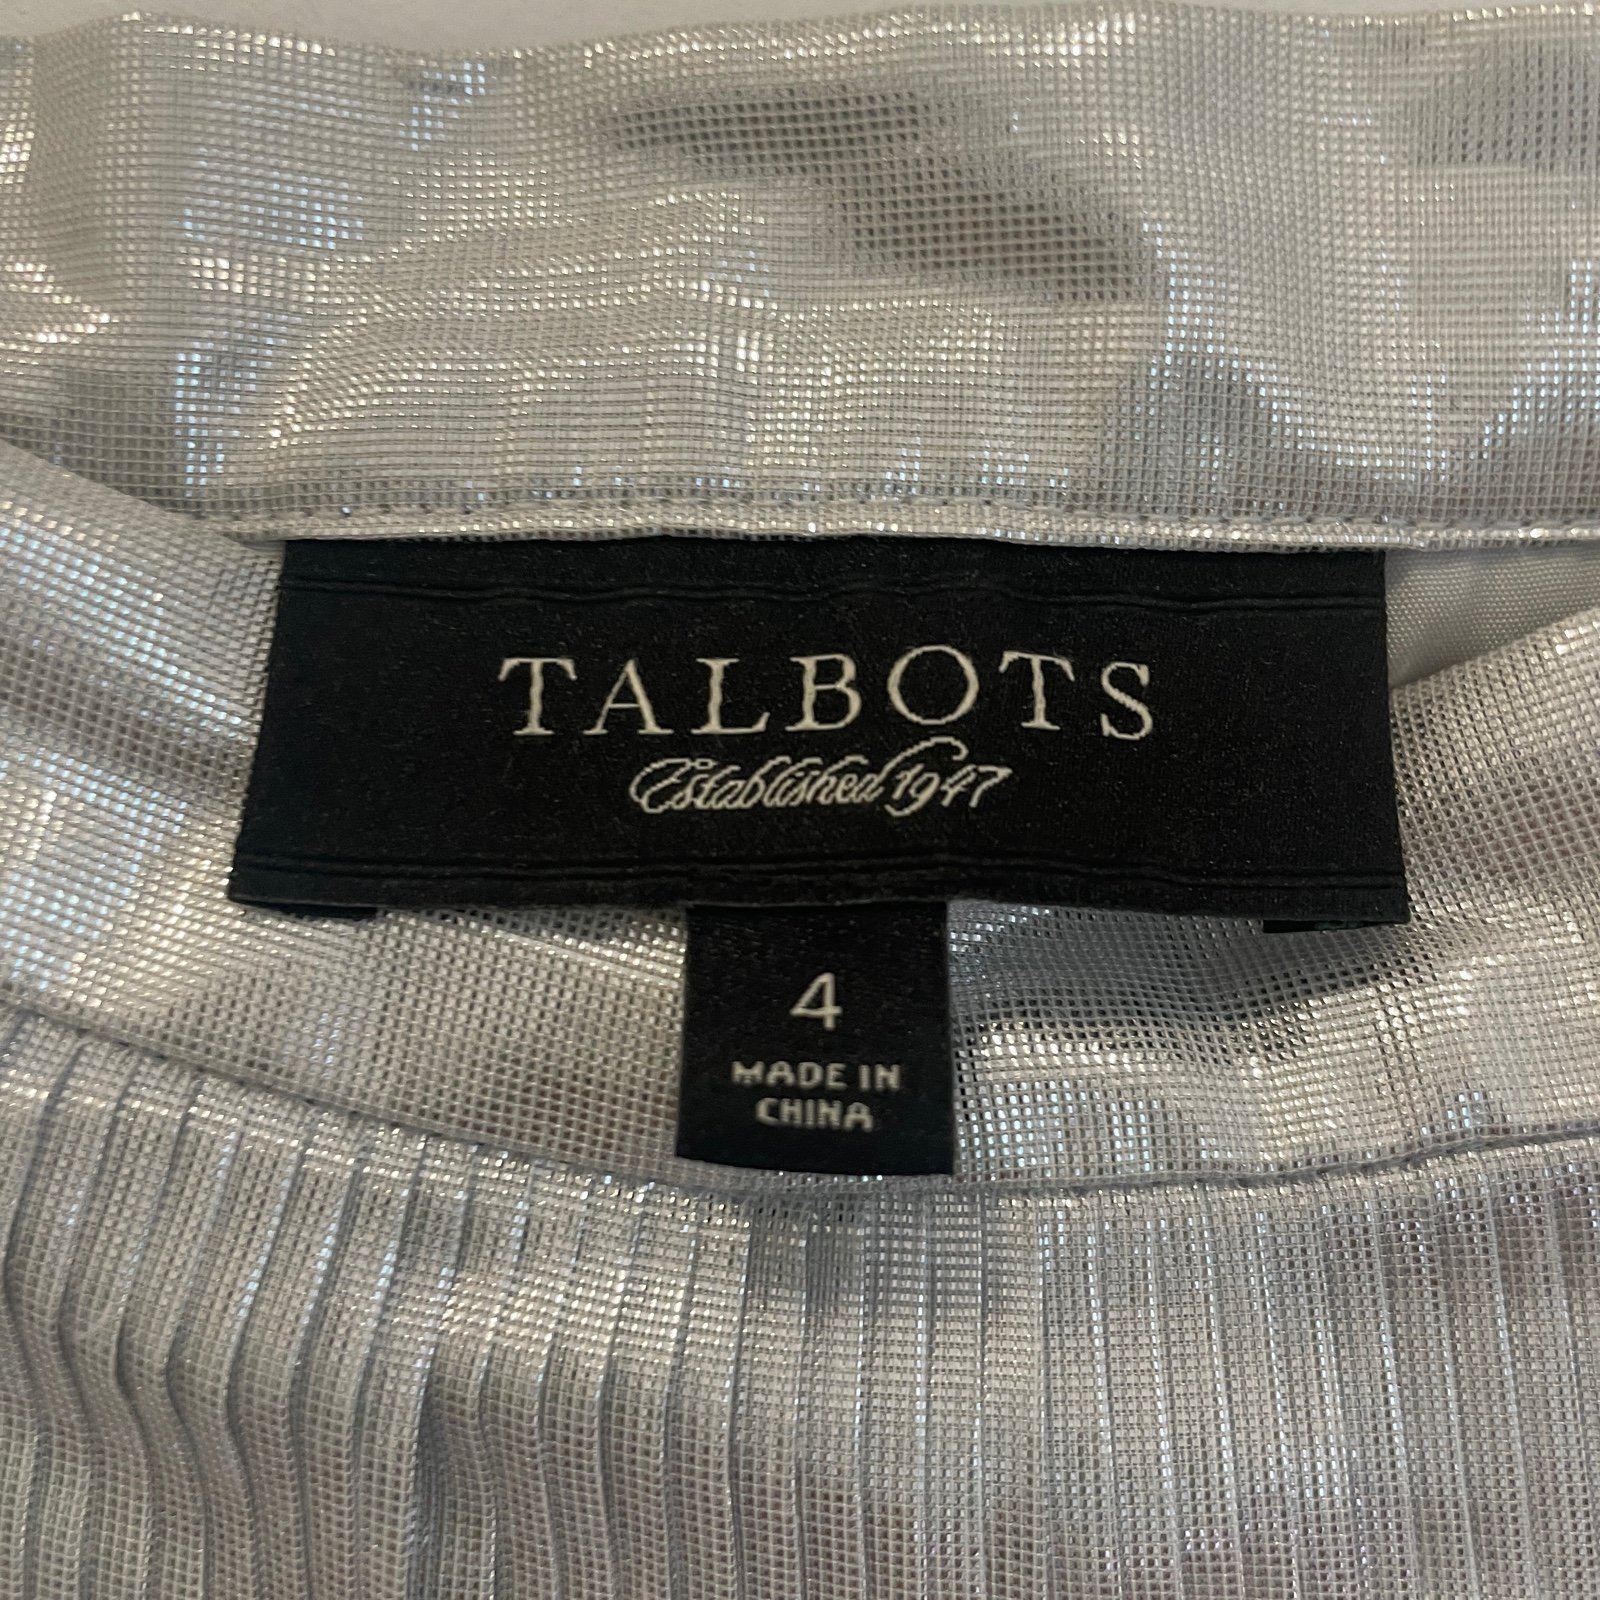 TALBOTS
Established 1947
4
MADE IN
CHINA